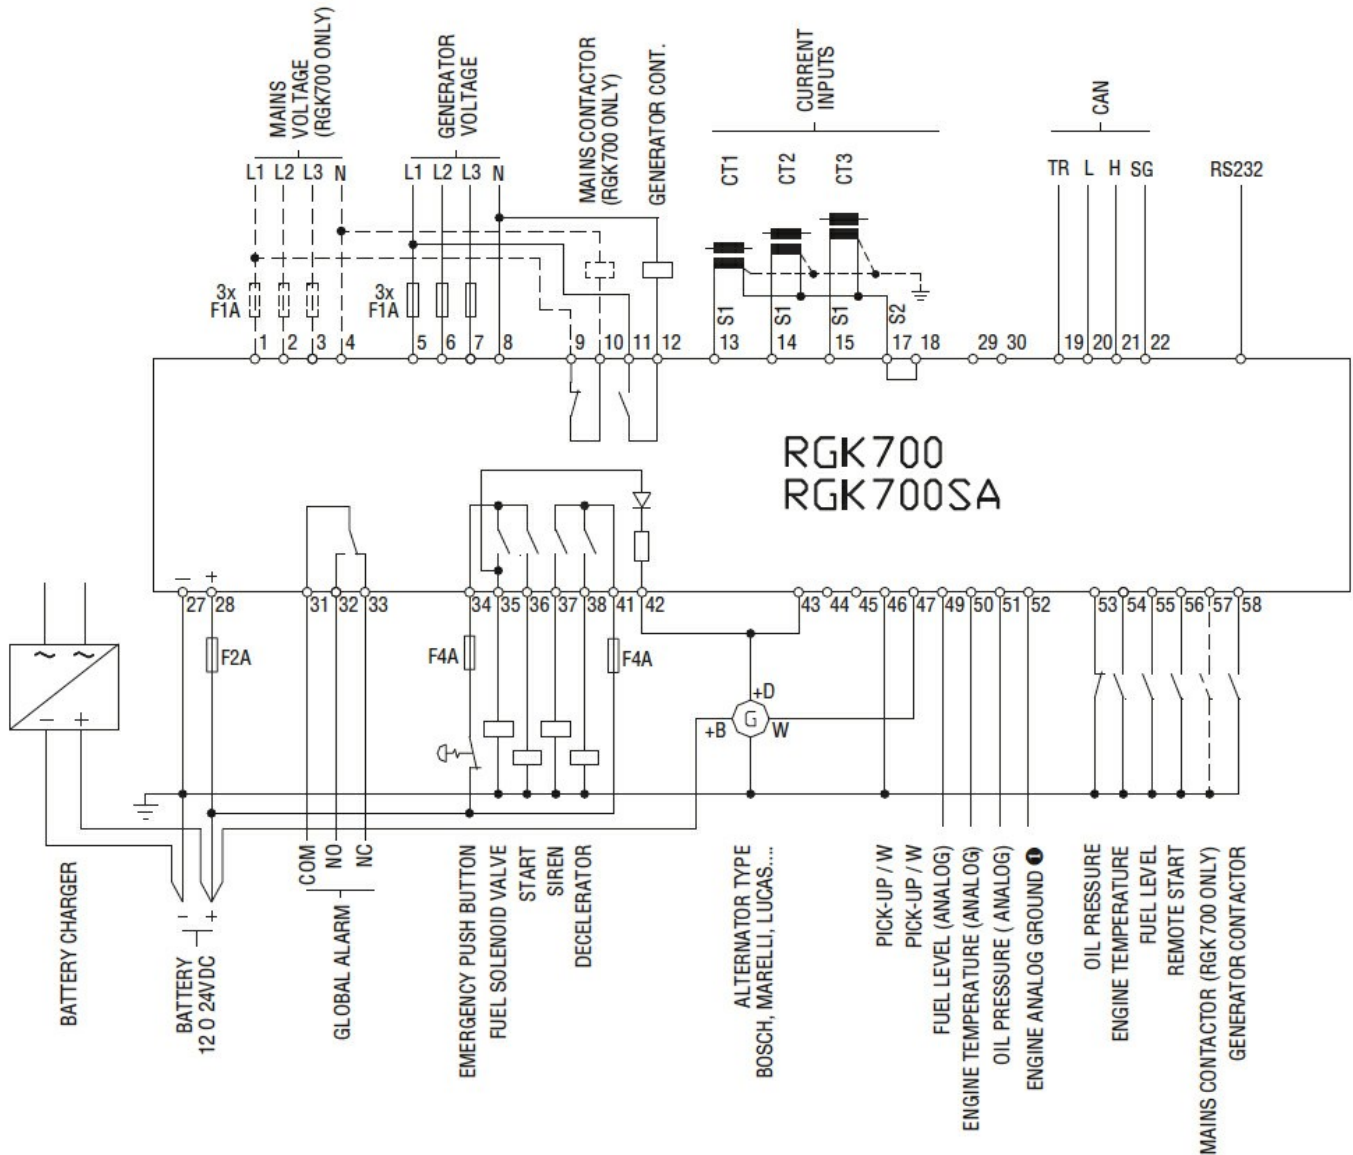 MAINS
VOLTAGE
(RGK700 ONLY)
GENERATOR
VOLTAGE
MAINS CONTACTOR
(RGK700 ONLY)
GENERATOR CONT.
CURRENT
INPUTS
CAN
L1 L2 L3 N
L1 L2 L3 N
CT1
CT2
CT3
TR L H SG
RS232
3x
F1A
3x
F1A
S1
S1
S1
S2
1 2 3 4 5 6 7 8 9 10 11 12 13 14 15 17 18 29 30 19 20 21 22
RGK700
RGK700SA
− +
27 28 31 32 33 34 35 36 37 38 41 42 43 44 45 46 47 49 50 51 52 53 54 55 56 57 58
~ ~
− +
F2A
F4A
F4A
+D
+B
G
W
COM
NO
NC
− +
BATTERY CHARGER
BATTERY
12 O 24VDC
GLOBAL ALARM
EMERGENCY PUSH BUTTON
FUEL SOLENOID VALVE
START
SIREN
DECELERATOR
ALTERNATOR TYPE
BOSCH, MARELLI, LUCAS....
PICK-UP / W
PICK-UP / W
FUEL LEVEL (ANALOG)
ENGINE TEMPERATURE (ANALOG)
OIL PRESSURE ( ANALOG)
ENGINE ANALOG GROUND ❶
OIL PRESSURE
ENGINE TEMPERATURE
FUEL LEVEL
REMOTE START
MAINS CONTACTOR (RGK 700 ONLY)
GENERATOR CONTACTOR